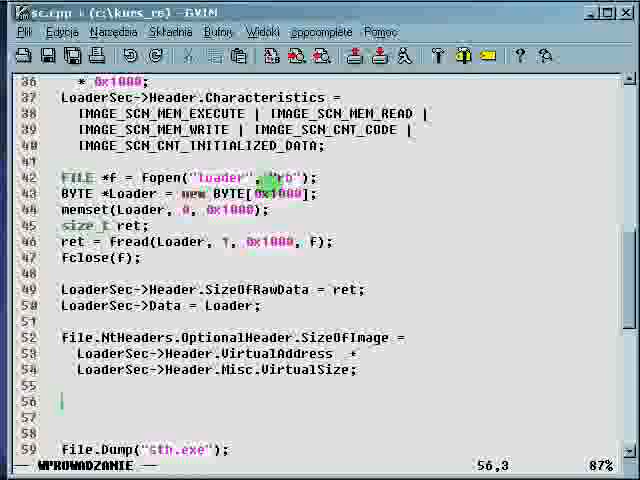 sc.cpp + (c:\kurs_re) - GVIM
Plik Edycja Narzędzia Składnia Bufory Widoki cppcomplete Pomoc
36 * 0x1000;
37 LoaderSec->Header.Characteristics =
38 IMAGE_SCN_MEM_EXECUTE | IMAGE_SCN_MEM_READ |
39 IMAGE_SCN_MEM_WRITE | IMAGE_SCN_CNT_CODE |
40 IMAGE_SCN_CNT_INITIALIZED_DATA;
41
42 FILE *f = fopen("loader", "rb");
43 BYTE *Loader = new BYTE[0x1000];
44 memset(Loader, 0, 0x1000);
45 size_t ret;
46 ret = fread(Loader, 1, 0x1000, f);
47 fclose(f);
48
49 LoaderSec->Header.SizeOfRawData = ret;
50 LoaderSec->Data = Loader;
51
52 file.NtHeaders.OptionalHeader.SizeOfImage =
53 LoaderSec->Header.VirtualAddress +
54 LoaderSec->Header.Misc.VirtualSize;
55
56
57
58
59 file.Dump("sth.exe");
-- WPROWADZANIE -- 56,3 87%